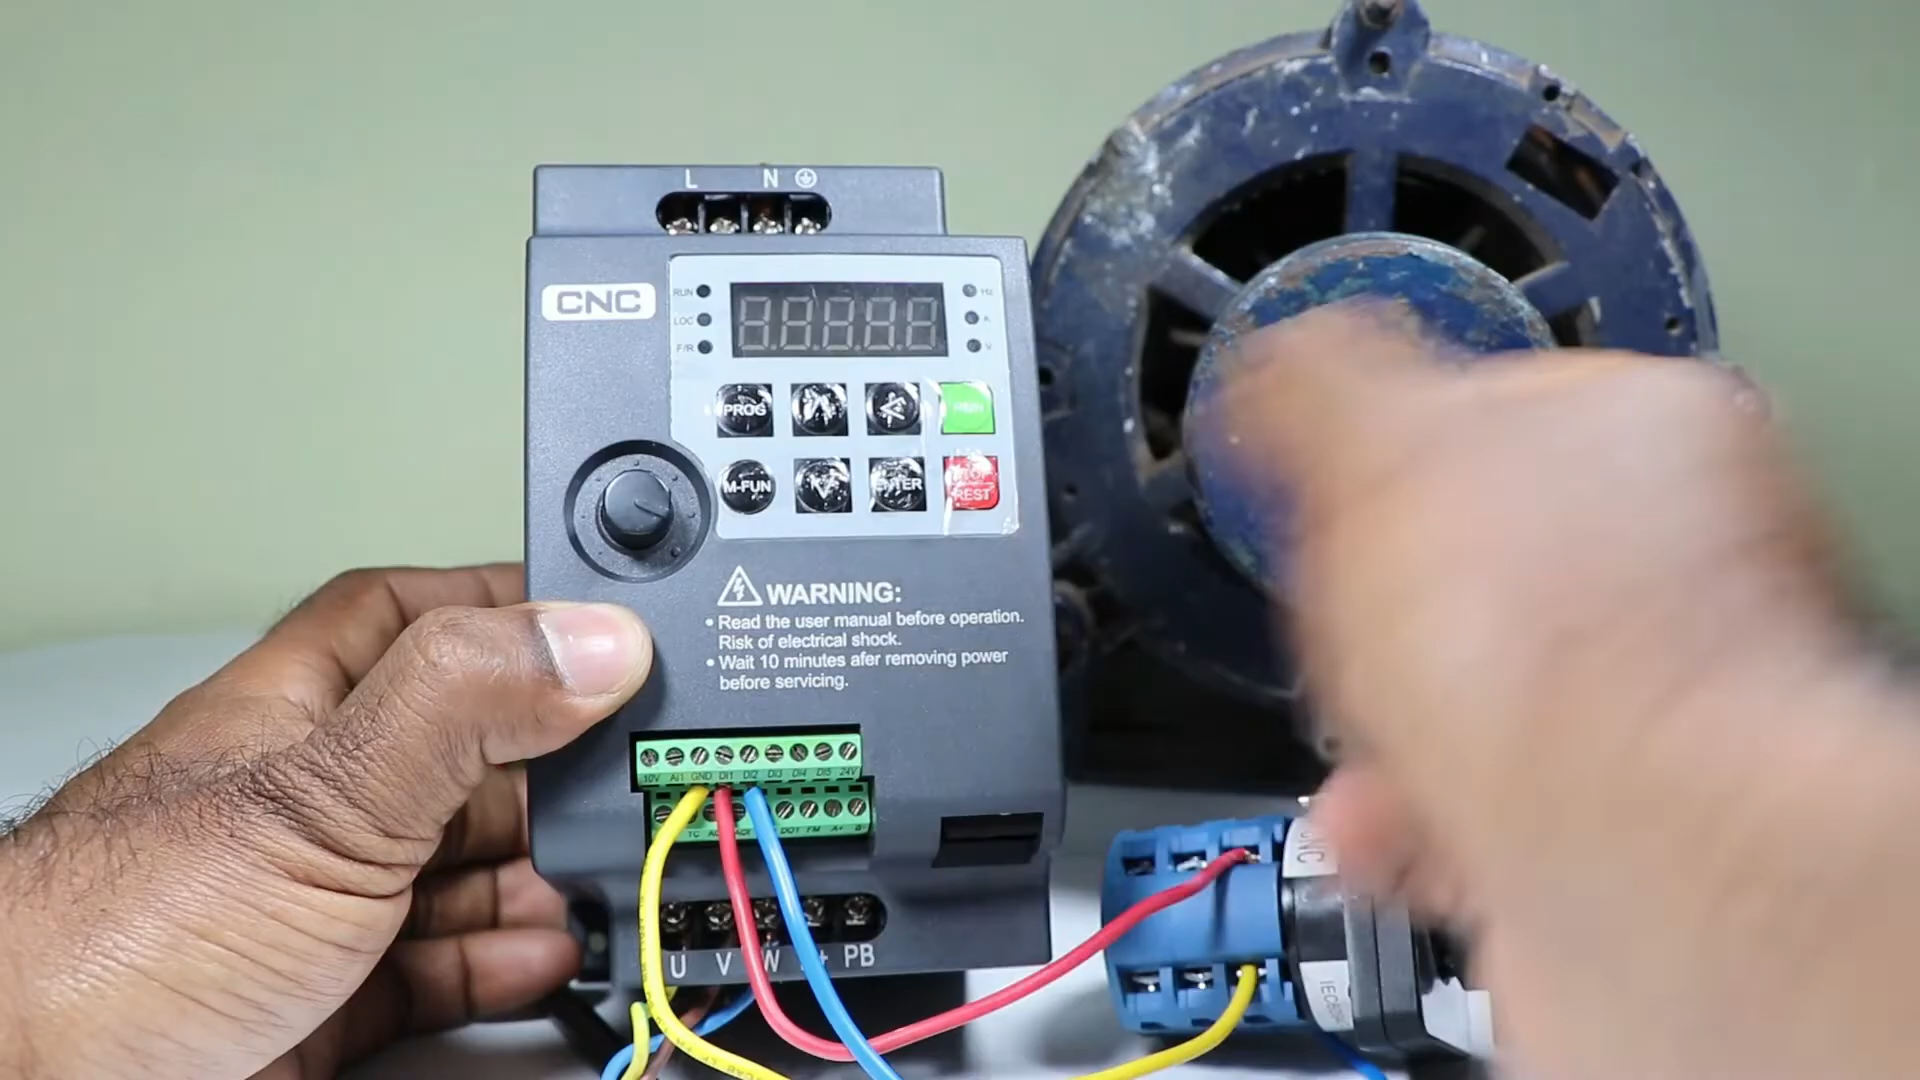 L N
CNC
RUN
LOC
F/R
Hz
A
V
PROG
RUN
M-FUN
ENTER
STOP
REST
WARNING:
• Read the user manual before operation.
Risk of electrical shock.
• Wait 10 minutes afer removing power
before servicing.
10V AI1 GND DI1 DI2 DI3 DI4 DI5 24V
TC DO1 FM A+
U V W + PB
CNC